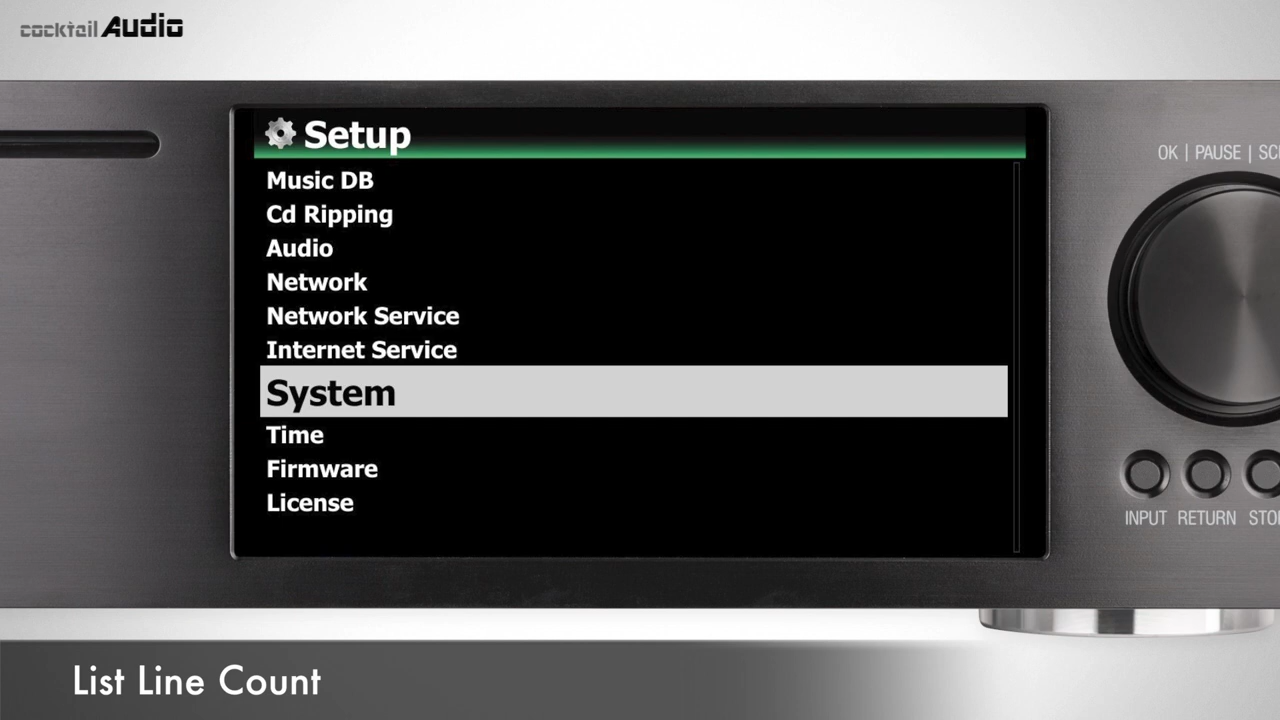 cocktail Audio
Setup
OK | PAUSE |
Music DB
Cd Ripping
Audio
Network
Network Service
Internet Service
System
Time
Firmware
License
INPUT RETURN
List Line Count